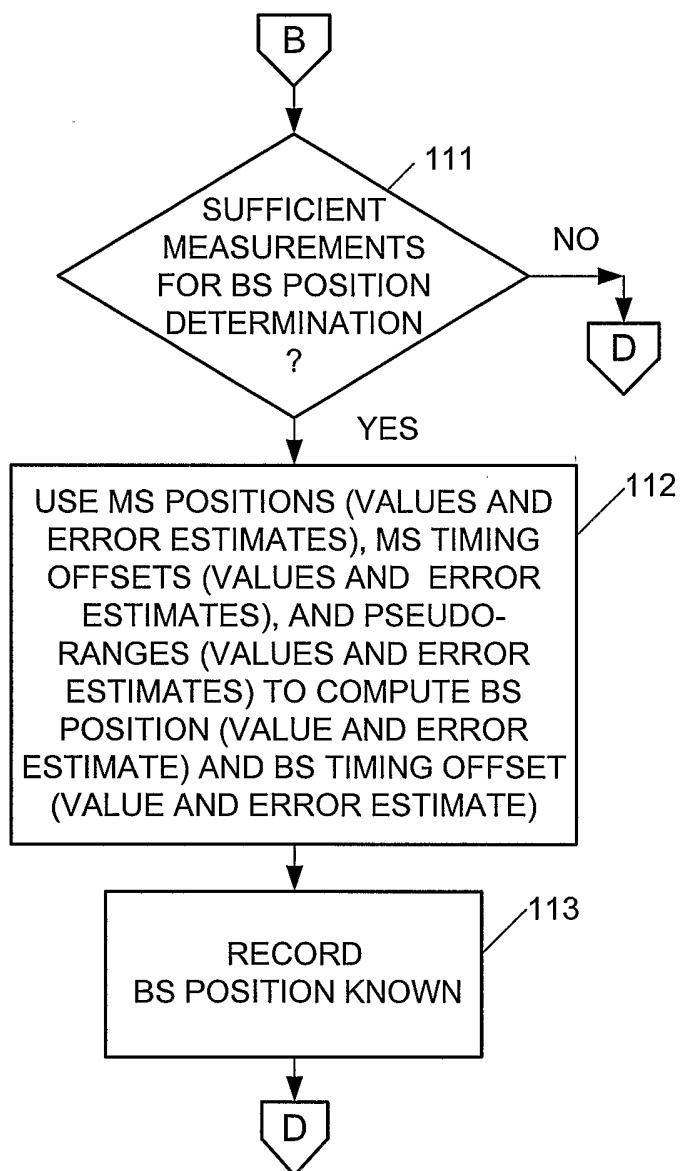 B
111
SUFFICIENT
MEASUREMENTS
FOR BS POSITION
DETERMINATION
?
NO
D
YES
112
USE MS POSITIONS (VALUES AND
ERROR ESTIMATES), MS TIMING
OFFSETS (VALUES AND ERROR
ESTIMATES), AND PSEUDO-
RANGES (VALUES AND ERROR
ESTIMATES) TO COMPUTE BS
POSITION (VALUE AND ERROR
ESTIMATE) AND BS TIMING OFFSET
(VALUE AND ERROR ESTIMATE)
113
RECORD
BS POSITION KNOWN
D